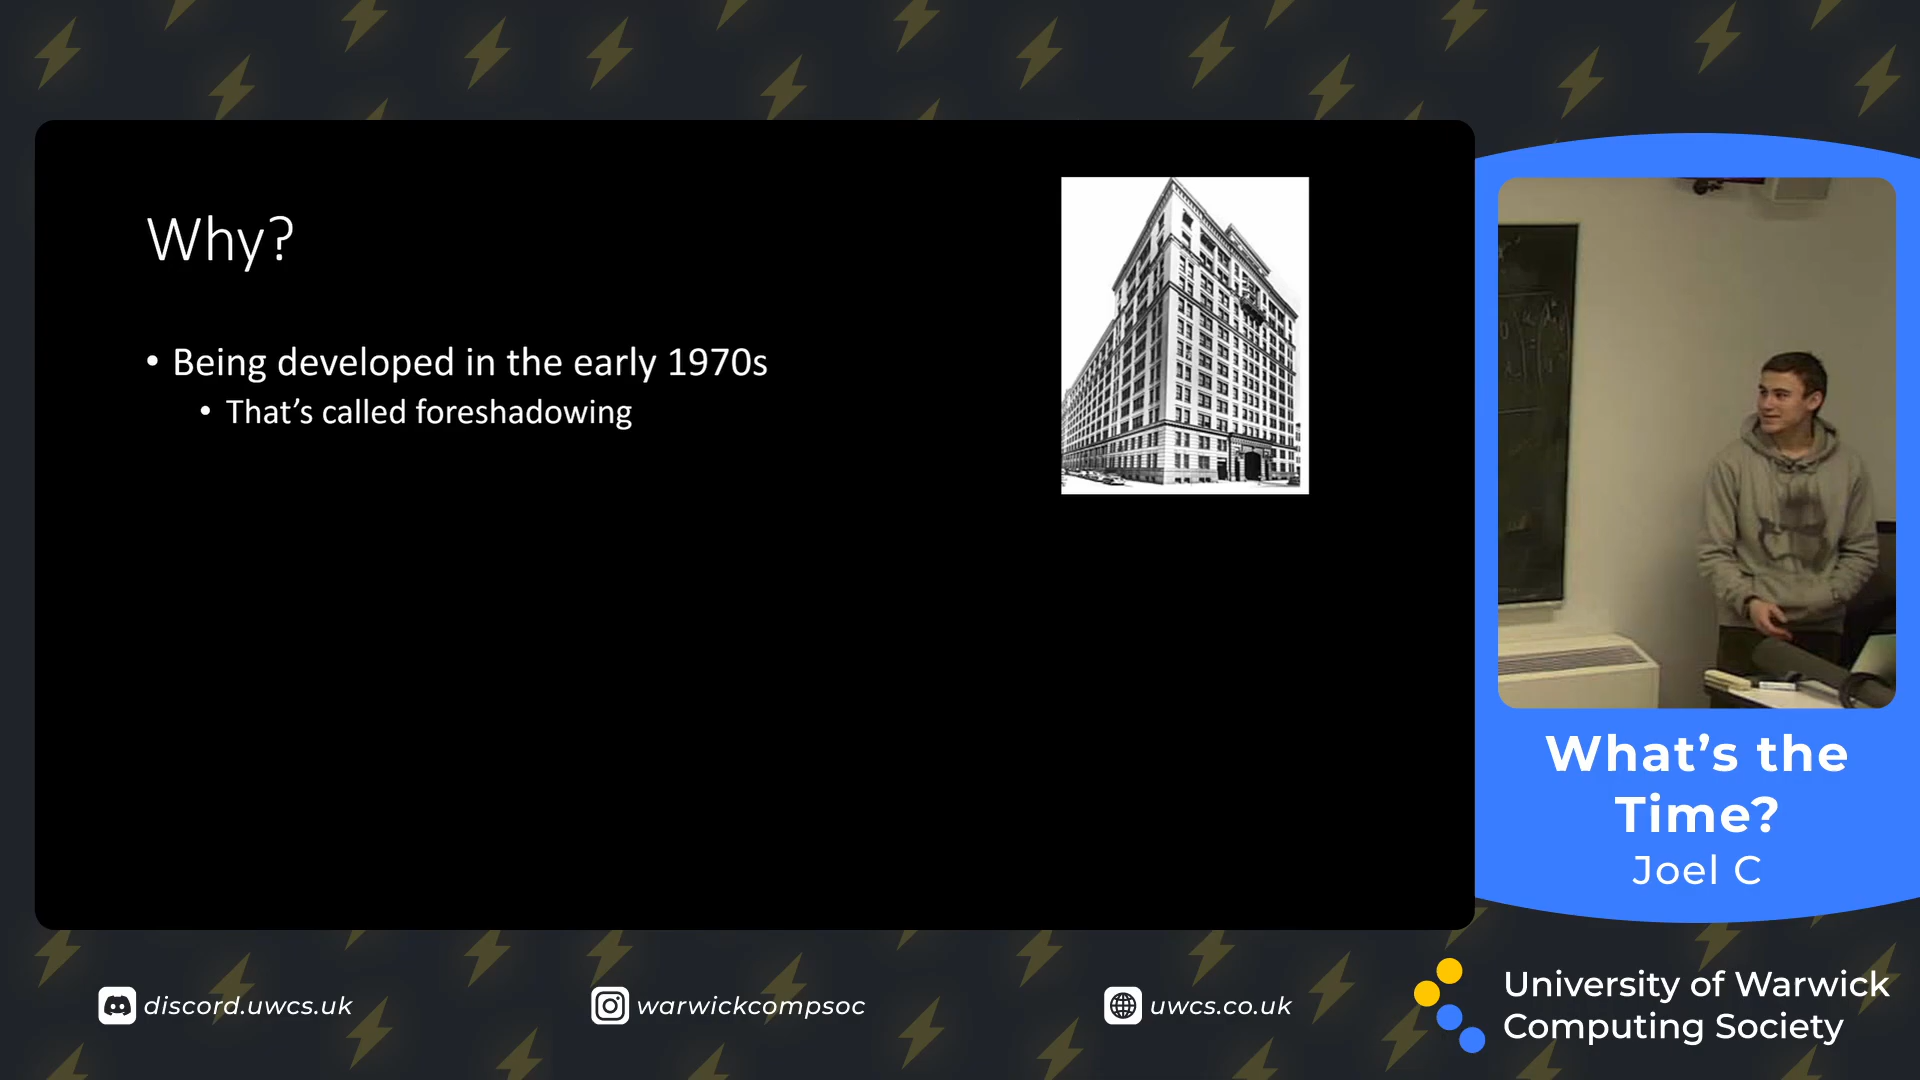 Why?
• Being developed in the early 1970s
• That’s called foreshadowing
What’s the
Time?
Joel C
discord.uwcs.uk
warwickcompsoc
uwcs.co.uk
University of Warwick
Computing Society